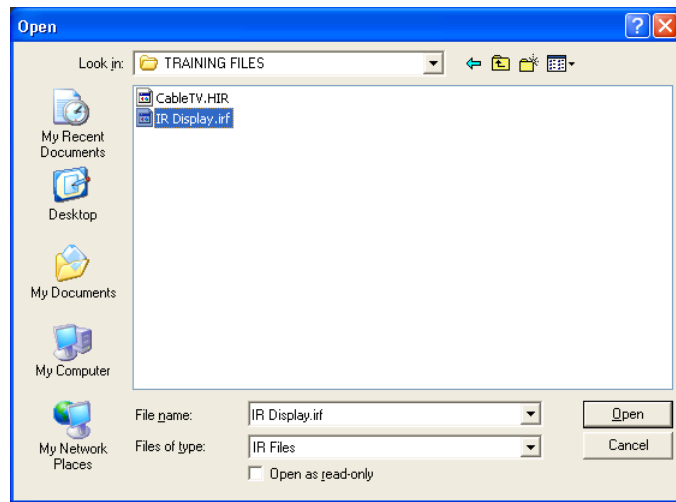 Open
Look in:
TRAINING FILES
CableTV.HIR
IR Display.irf
My Recent
Documents
Desktop
My Documents
My Computer
My Network
Places
File name:
IR Display.irf
Open
Files of type:
IR Files
Cancel
Open as read-only